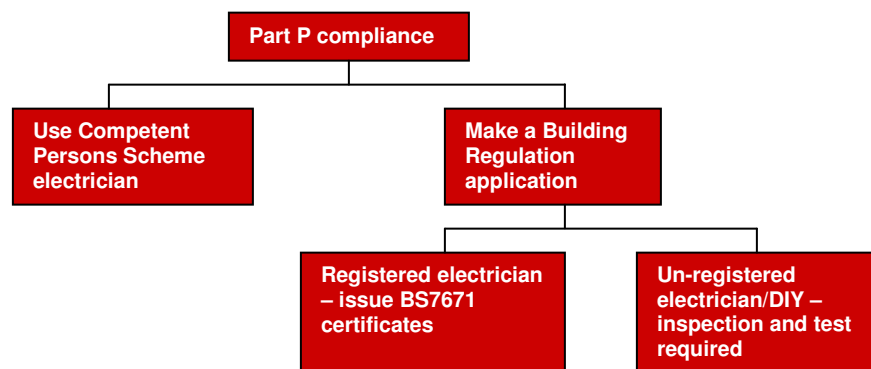 Part P compliance
Use Competent
Persons Scheme
electrician
Make a Building
Regulation
application
Registered electrician
– issue BS7671
certificates
Un-registered
electrician/DIY –
inspection and test
required